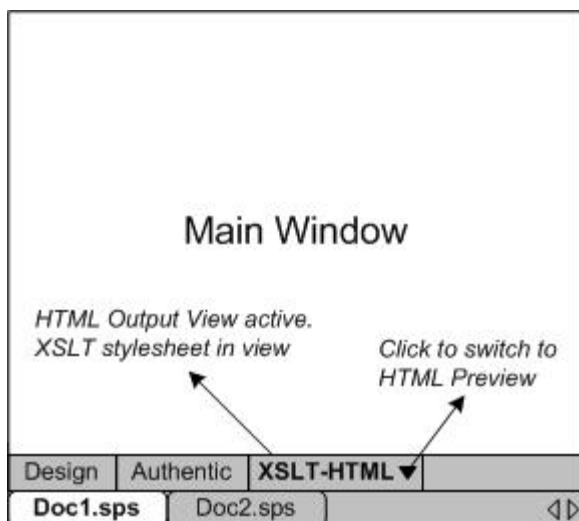 Main Window
HTML Output View active.
XSLT stylesheet in view
Click to switch to
HTML Preview
Design Authentic XSLT-HTML
Doc1.sps Doc2.sps